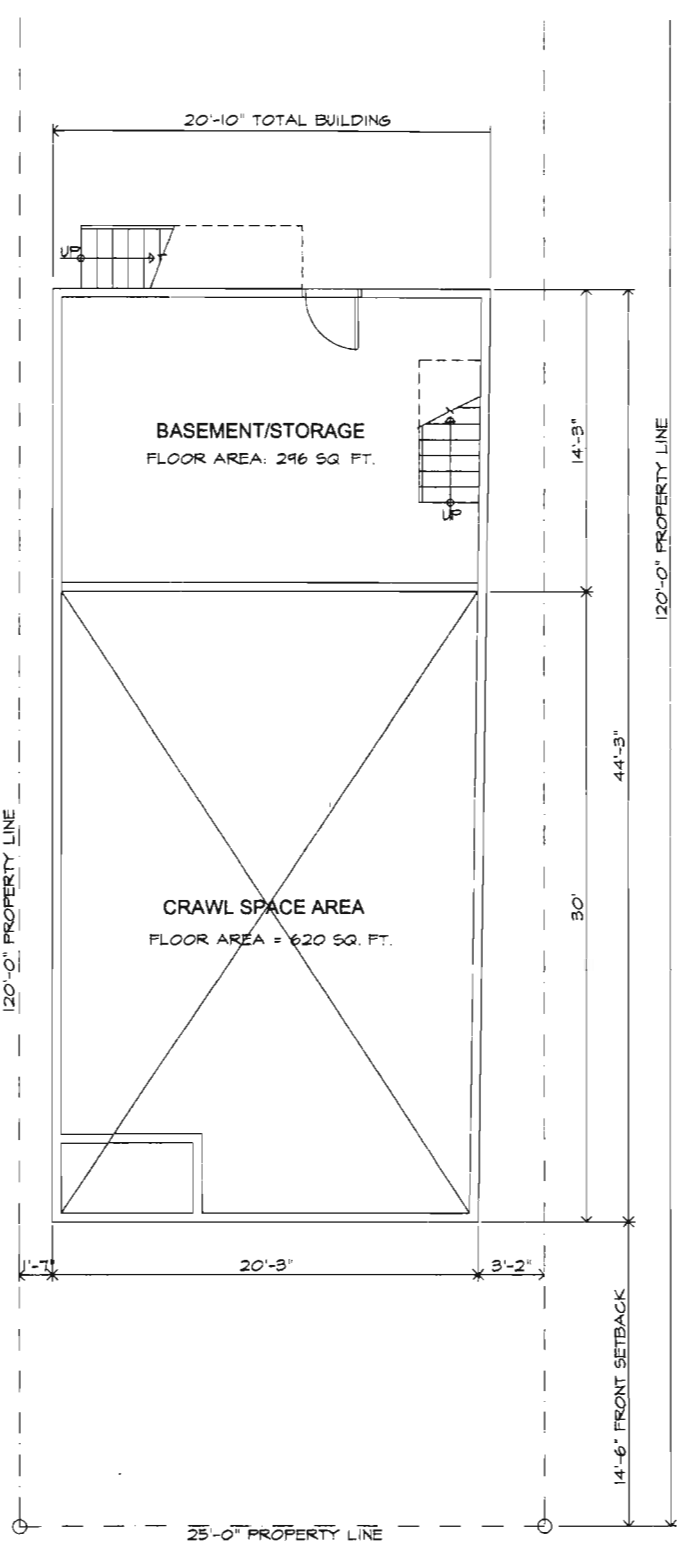 20'-10" TOTAL BUILDING
UP
BASEMENT/STORAGE
FLOOR AREA: 296 SQ. FT.
UP
14'-3"
120'-0" PROPERTY LINE
44'-3"
30'
120'-0" PROPERTY LINE
CRAWL SPACE AREA
FLOOR AREA = 620 SQ. FT.
1'-7"
20'-3"
3'-2"
14'-6" FRONT SETBACK
25'-0" PROPERTY LINE